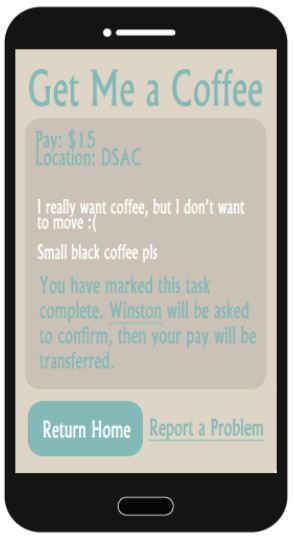 Get Me a Coffee
Pay: $15
Location: DSAC
I really want coffee, but I don't want
to move :(
Small black coffee pls
You have marked this task
complete. Winston will be asked
to confirm, then your pay will be
transferred.
Return Home
Report a Problem